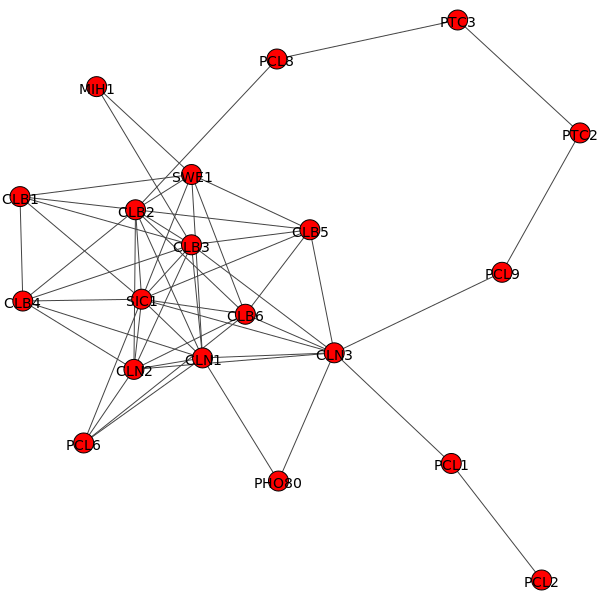 PTC3
PCL8
MIH1
PTC2
SWE1
CLB1
CLB2
CLB5
CLB3
PCL9
CLB4
SIC1
CLB6
CLN3
CLN1
CLN2
PCL6
PCL1
PHO80
PCL2